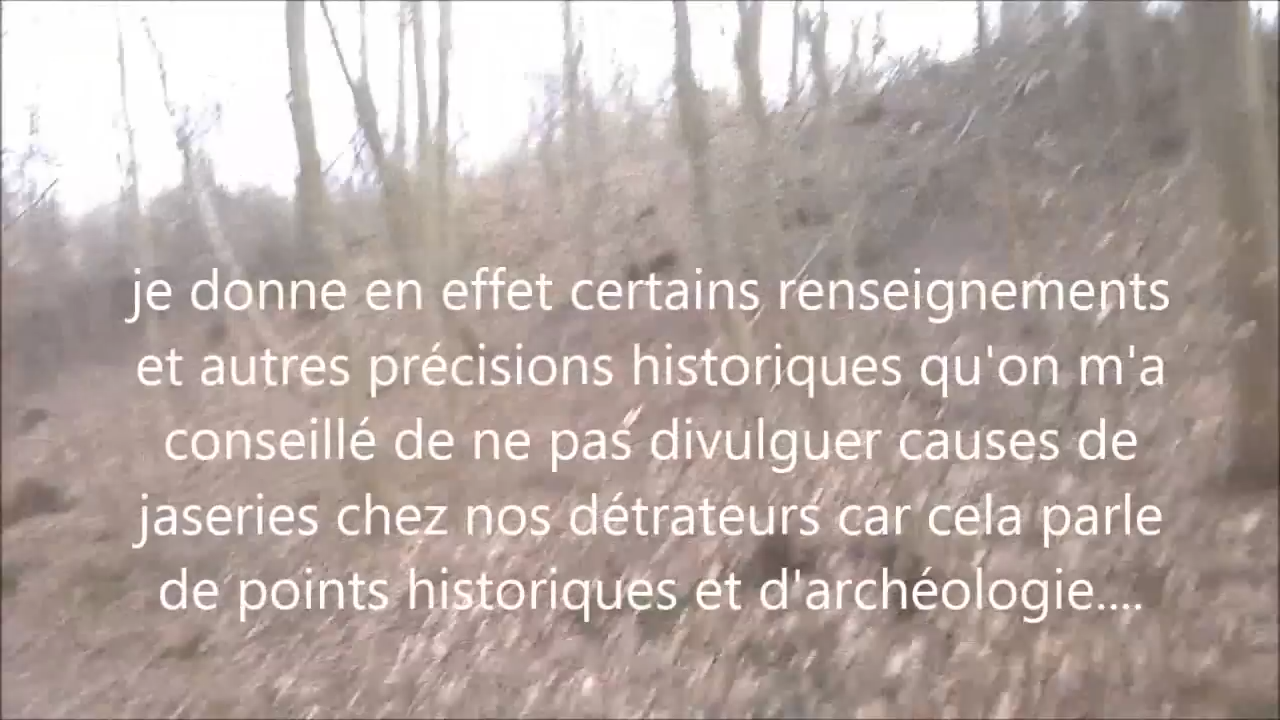 je donne en effet certains renseignements
et autres précisions historiques qu'on m'a
conseillé de ne pas divulguer causes de
jaseries chez nos détrateurs car cela parle
de points historiques et d'archéologie....